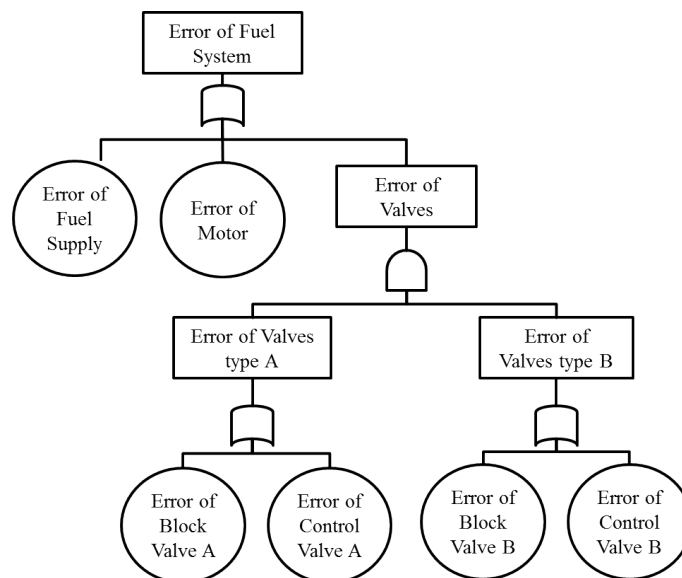 Error of Fuel
System
Error of
Fuel
Supply
Error of
Motor
Error of
Valves
Error of Valves
type A
Error of
Valves type B
Error of
Block
Valve A
Error of
Control
Valve A
Error of
Block
Valve B
Error of
Control
Valve B